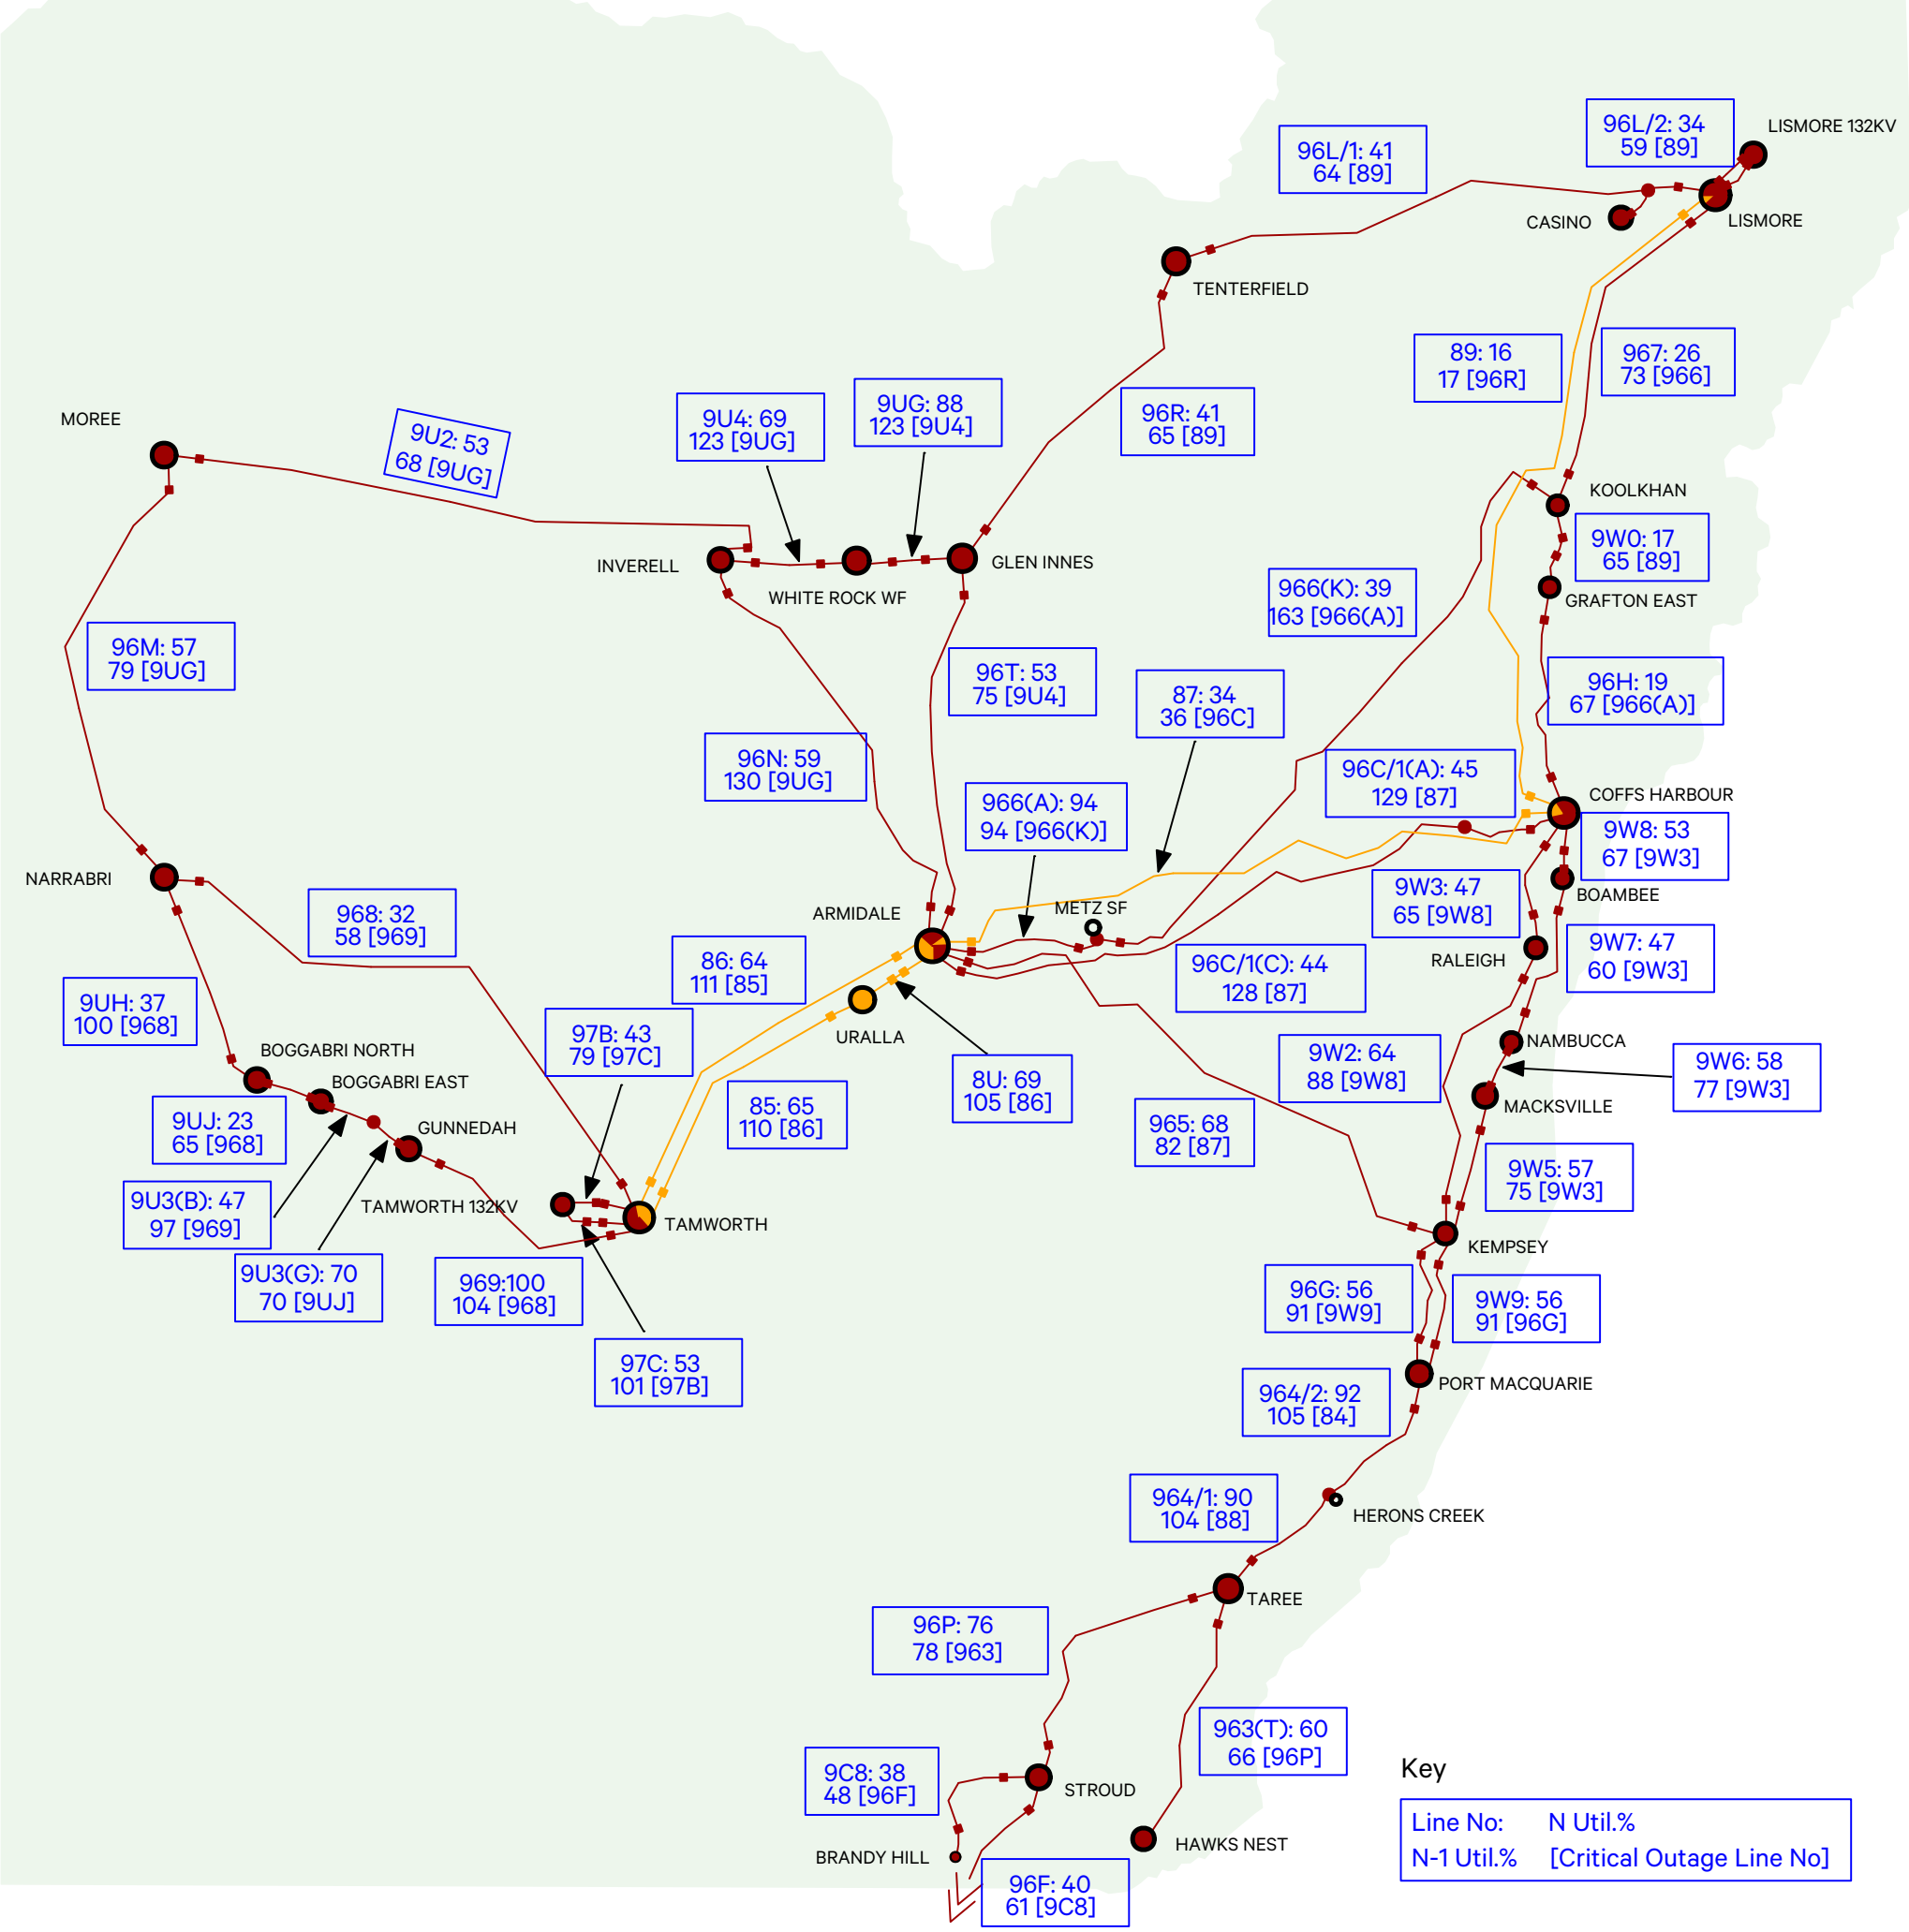 96L/2: 34
59 [89]
LISMORE 132KV
96L/1: 41
64 [89]
CASINO
LISMORE
TENTERFIELD
89: 16
17 [96R]
967: 26
73 [966]
MOREE
9U2: 53
68 [9UG]
9U4: 69
123 [9UG]
9UG: 88
123 [9U4]
96R: 41
65 [89]
KOOLKHAN
9W0: 17
65 [89]
INVERELL
GLEN INNES
WHITE ROCK WF
966(K): 39
163 [966(A)]
GRAFTON EAST
96M: 57
79 [9UG]
96T: 53
75 [9U4]
87: 34
36 [96C]
96H: 19
67 [966(A)]
96N: 59
130 [9UG]
96C/1(A): 45
129 [87]
COFFS HARBOUR
966(A): 94
94 [966(K)]
9W8: 53
67 [9W3]
NARRABRI
968: 32
58 [969]
ARMIDALE
METZ SF
9W3: 47
65 [9W8]
BOAMBEE
86: 64
111 [85]
96C/1(C): 44
128 [87]
RALEIGH
9W7: 47
60 [9W3]
9UH: 37
100 [968]
97B: 43
79 [97C]
URALLA
BOGGABRI NORTH
BOGGABRI EAST
8U: 69
105 [86]
9W2: 64
88 [9W8]
NAMBUCCA
9W6: 58
77 [9W3]
9UJ: 23
65 [968]
GUNNEDAH
85: 65
110 [86]
965: 68
82 [87]
MACKSVILLE
9W5: 57
75 [9W3]
9U3(B): 47
97 [969]
TAMWORTH 132KV
TAMWORTH
KEMPSEY
9U3(G): 70
70 [9UJ]
969:100
104 [968]
96G: 56
91 [9W9]
9W9: 56
91 [96G]
97C: 53
101 [97B]
964/2: 92
105 [84]
PORT MACQUARIE
964/1: 90
104 [88]
HERONS CREEK
TAREE
96P: 76
78 [963]
963(T): 60
66 [96P]
9C8: 38
48 [96F]
STROUD
HAWKS NEST
BRANDY HILL
96F: 40
61 [9C8]
Key
Line No: N Util.%
N-1 Util.% [Critical Outage Line No]